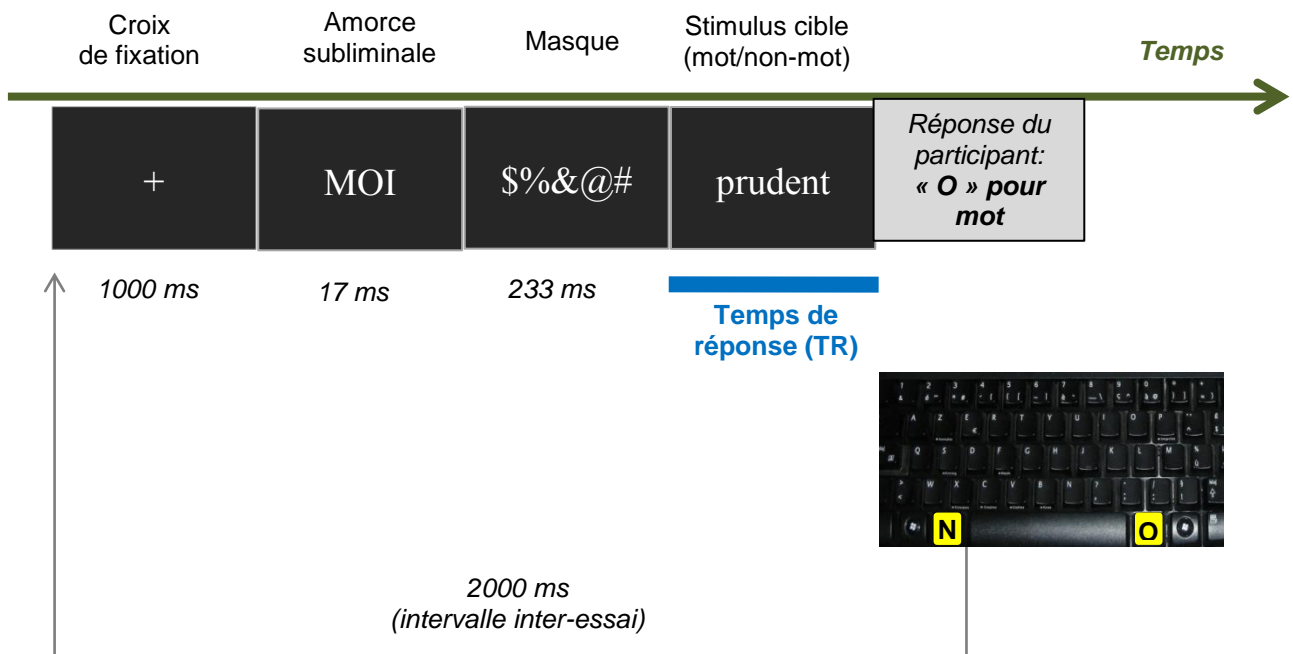 Croix
de fixation
Amorce
subliminale
Masque
Stimulus cible
(mot/non-mot)
Temps
+
MOI
$%&@#
prudent
Réponse du
participant:
« O » pour
mot
1000 ms
17 ms
233 ms
Temps de
réponse (TR)
A Z E R T Y U I O P
Q S D F G H J K L M
W X C V B N
N O
2000 ms
(intervalle inter-essai)